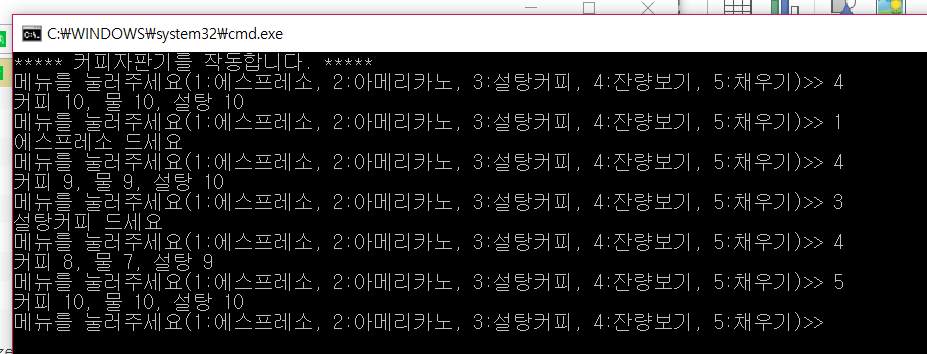 C:₩WINDOWS₩system32₩cmd.exe
***** 커피자판기를 작동합니다. *****
메뉴를 눌러주세요(1:에스프레소, 2:아메리카노, 3:설탕커피, 4:잔량보기, 5:채우기)>> 4
커피 10, 물 10, 설탕 10
메뉴를 눌러주세요(1:에스프레소, 2:아메리카노, 3:설탕커피, 4:잔량보기, 5:채우기)>> 1
에스프레소 드세요
메뉴를 눌러주세요(1:에스프레소, 2:아메리카노, 3:설탕커피, 4:잔량보기, 5:채우기)>> 4
커피 9, 물 9, 설탕 10
메뉴를 눌러주세요(1:에스프레소, 2:아메리카노, 3:설탕커피, 4:잔량보기, 5:채우기)>> 3
설탕커피 드세요
메뉴를 눌러주세요(1:에스프레소, 2:아메리카노, 3:설탕커피, 4:잔량보기, 5:채우기)>> 4
커피 8, 물 7, 설탕 9
메뉴를 눌러주세요(1:에스프레소, 2:아메리카노, 3:설탕커피, 4:잔량보기, 5:채우기)>> 5
커피 10, 물 10, 설탕 10
메뉴를 눌러주세요(1:에스프레소, 2:아메리카노, 3:설탕커피, 4:잔량보기, 5:채우기)>>